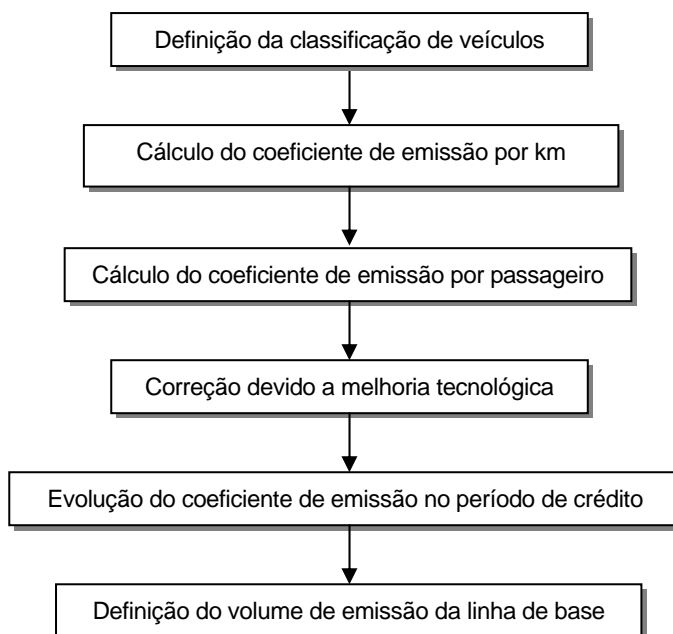 Definição da classificação de veículos
Cálculo do coeficiente de emissão por km
Cálculo do coeficiente de emissão por passageiro
Correção devido a melhoria tecnológica
Evolução do coeficiente de emissão no período de crédito
Definição do volume de emissão da linha de base